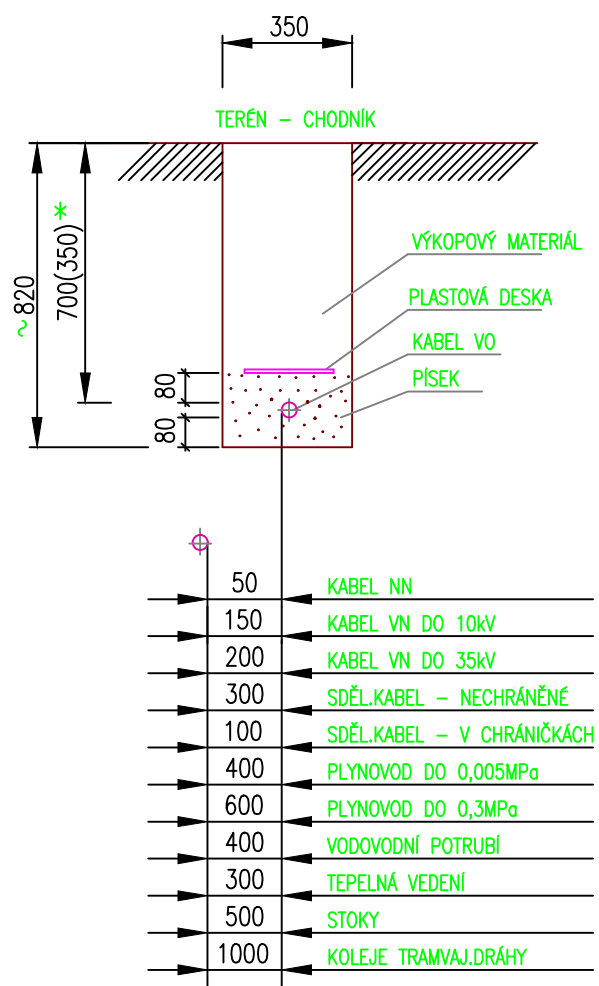 350
TERÉN - CHODNÍK
~820
700(350)*
VÝKOPOVÝ MATERIÁL
PLASTOVÁ DESKA
KABEL VO
PÍSEK
80
80
50 KABEL NN
150 KABEL VN DO 10kV
200 KABEL VN DO 35kV
300 SDĚL.KABEL - NECHRÁNĚNÉ
100 SDĚL.KABEL - V CHRÁNIČKÁCH
400 PLYNOVOD DO 0,005MPa
600 PLYNOVOD DO 0,3MPa
400 VODOVODNÍ POTRUBÍ
300 TEPELNÁ VEDENÍ
500 STOKY
1000 KOLEJE TRAMVAJ.DRÁHY